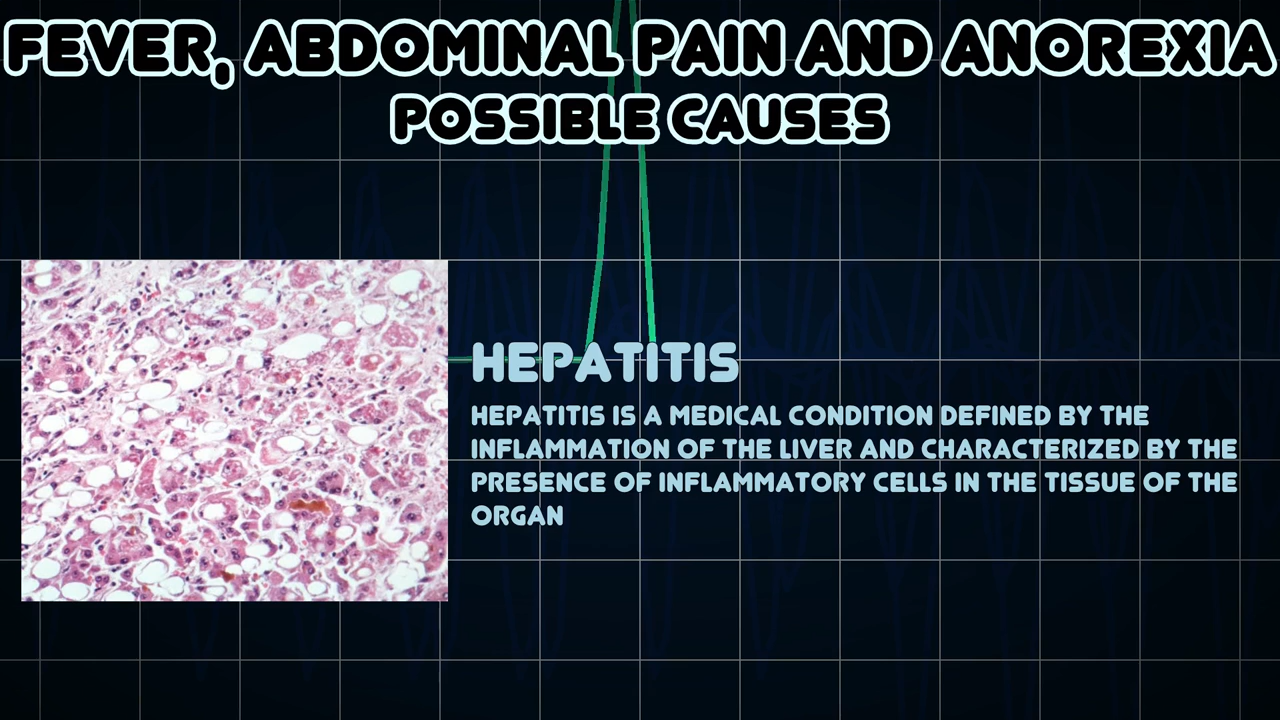 FEVER, ABDOMINAL PAIN AND ANOREXIA
POSSIBLE CAUSES
HEPATITIS
HEPATITIS IS A MEDICAL CONDITION DEFINED BY THE
INFLAMMATION OF THE LIVER AND CHARACTERIZED BY THE
PRESENCE OF INFLAMMATORY CELLS IN THE TISSUE OF THE
ORGAN